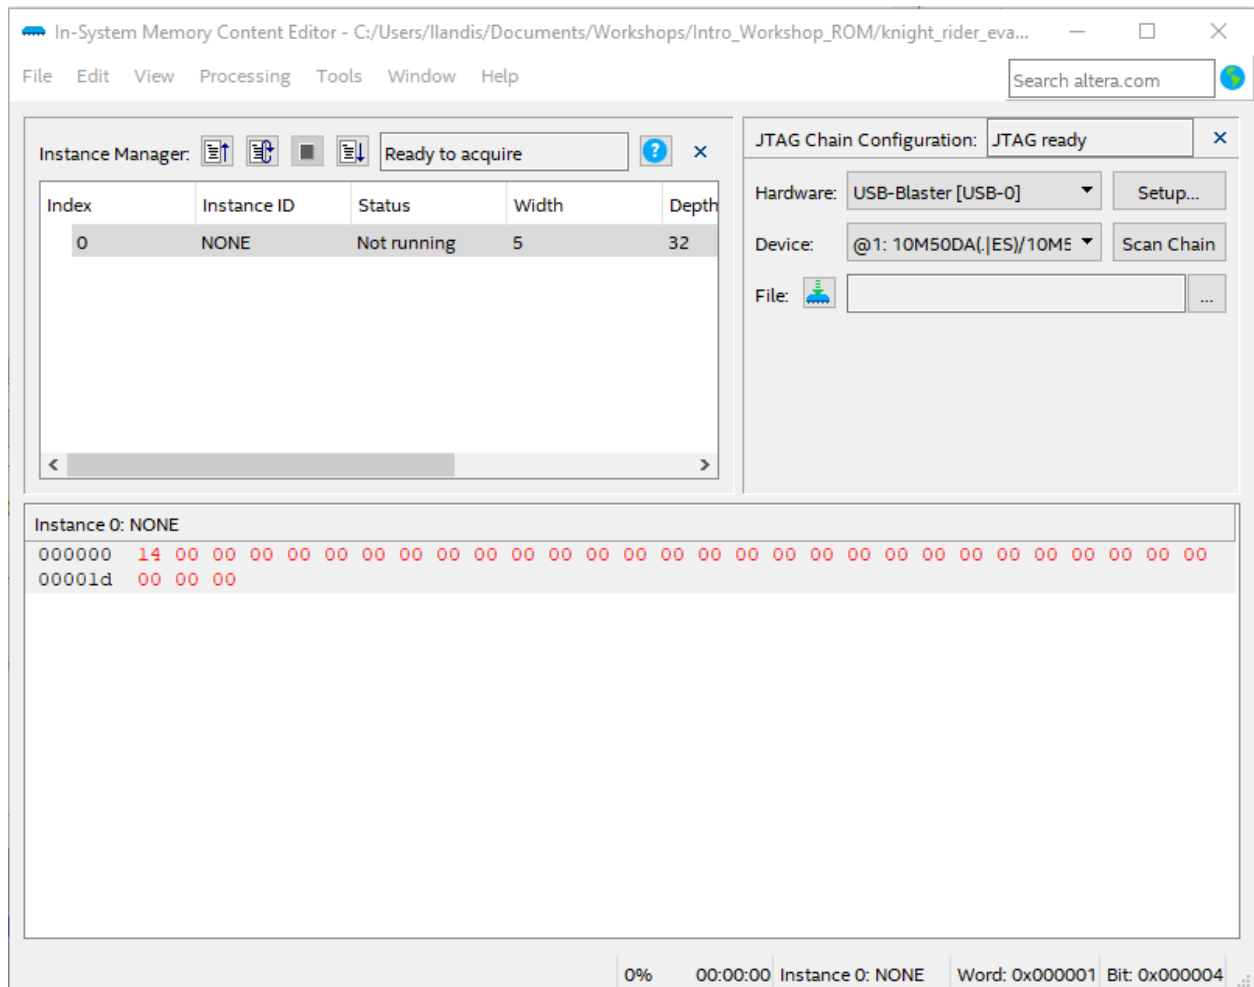 In-System Memory Content Editor - C:/Users/llandis/Documents/Workshops/Intro_Workshop_ROM/knight_rider_eva...
File Edit View Processing Tools Window Help
Search altera.com
Instance Manager: Ready to acquire
JTAG Chain Configuration: JTAG ready
Index Instance ID Status Width Depth
0 NONE Not running 5 32
Hardware: USB-Blaster [USB-0] Setup...
Device: @1: 10M50DA(.|ES)/10M5 Scan Chain
File: ...
Instance 0: NONE
000000 14 00 00 00 00 00 00 00 00 00 00 00 00 00 00 00 00 00 00 00 00 00 00 00 00 00 00 00 00
00001d 00 00 00
0% 00:00:00 Instance 0: NONE Word: 0x000001 Bit: 0x000004